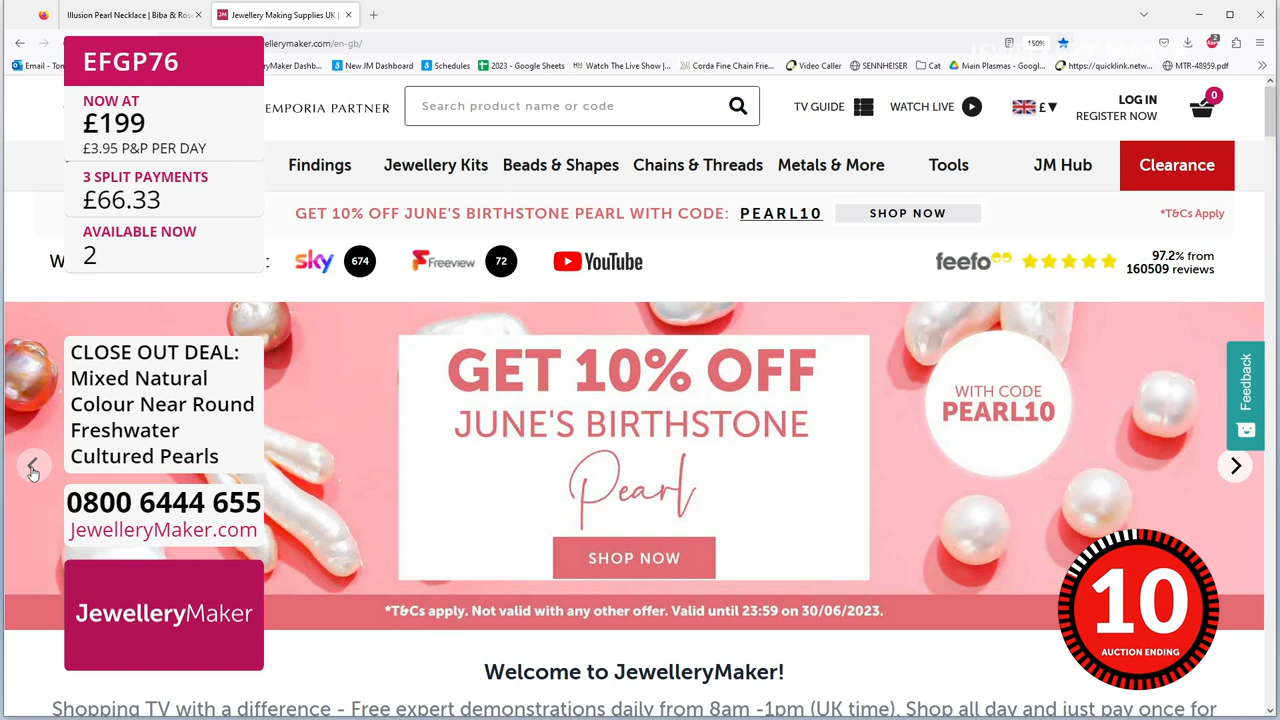 Illusion Pearl Necklace | Biba & Ros
Jewellery Making Supplies UK |
ellerymaker.com/en-gb/
150%
2
Email - Ton
yMaker Dashb...
New JM Dashboard
Schedules
2023 - Google Sheets
Watch The Live Show |...
Corda Fine Chain Frie...
Video Caller
SENNHEISER
Cat
Main Plasmas - Googl...
https://quicklink.netw...
MTR-48959.pdf
EFGP76
NOW AT
£199
£3.95 P&P PER DAY
3 SPLIT PAYMENTS
£66.33
AVAILABLE NOW
2
EMPORIA PARTNER
Search product name or code
TV GUIDE
WATCH LIVE
£
LOG IN
REGISTER NOW
0
Findings
Jewellery Kits
Beads & Shapes
Chains & Threads
Metals & More
Tools
JM Hub
Clearance
GET 10% OFF JUNE'S BIRTHSTONE PEARL WITH CODE: PEARL10
SHOP NOW
*T&Cs Apply
W
:
sky
674
Freeview
72
YouTube
feefo
97.2% from
160509 reviews
CLOSE OUT DEAL:
Mixed Natural
Colour Near Round
Freshwater
Cultured Pearls
0800 6444 655
JewelleryMaker.com
JewelleryMaker
GET 10% OFF
JUNE'S BIRTHSTONE
Pearl
SHOP NOW
WITH CODE
PEARL10
Feedback
*T&Cs apply. Not valid with any other offer. Valid until 23:59 on 30/06/2023.
10
AUCTION ENDING
Welcome to JewelleryMaker!
Shopping TV with a difference - Free expert demonstrations daily from 8am -1pm (UK time). Shop all day and just pay once for